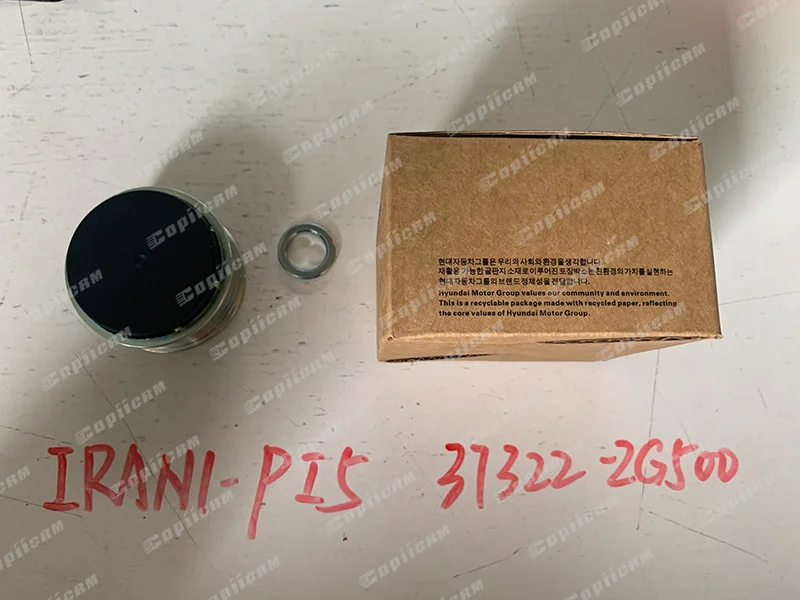 현대자동차그룹은 우리의 사회와 환경을 생각합니다.
재활용 가능한 골판지 소재로 이루어진 포장박스는 친환경의 가치를 실현하는
현대자동차그룹의 브랜드 정체성을 전달합니다.
Hyundai Motor Group values our community and environment.
This is a recyclable package made with recycled paper, reflecting
the core values of Hyundai Motor Group.
IRANI-PI5 37322-2G500
CopiiCRM